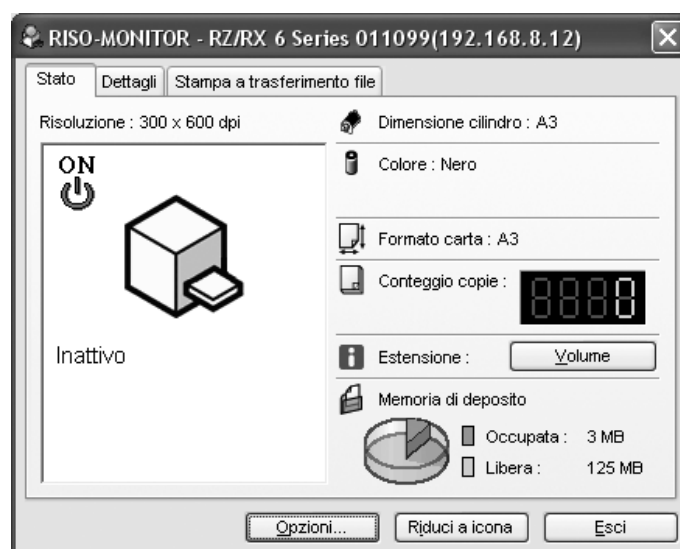 RISO-MONITOR - RZ/RX 6 Series 011099(192.168.8.12)
Stato Dettagli Stampa a trasferimento file
Risoluzione : 300 x 600 dpi
ON
Inattivo
Dimensione cilindro : A3
Colore : Nero
Formato carta : A3
Conteggio copie : 0
Estensione : Volume
Memoria di deposito
Occupata : 3 MB
Libera : 125 MB
Opzioni... Riduci a icona Esci